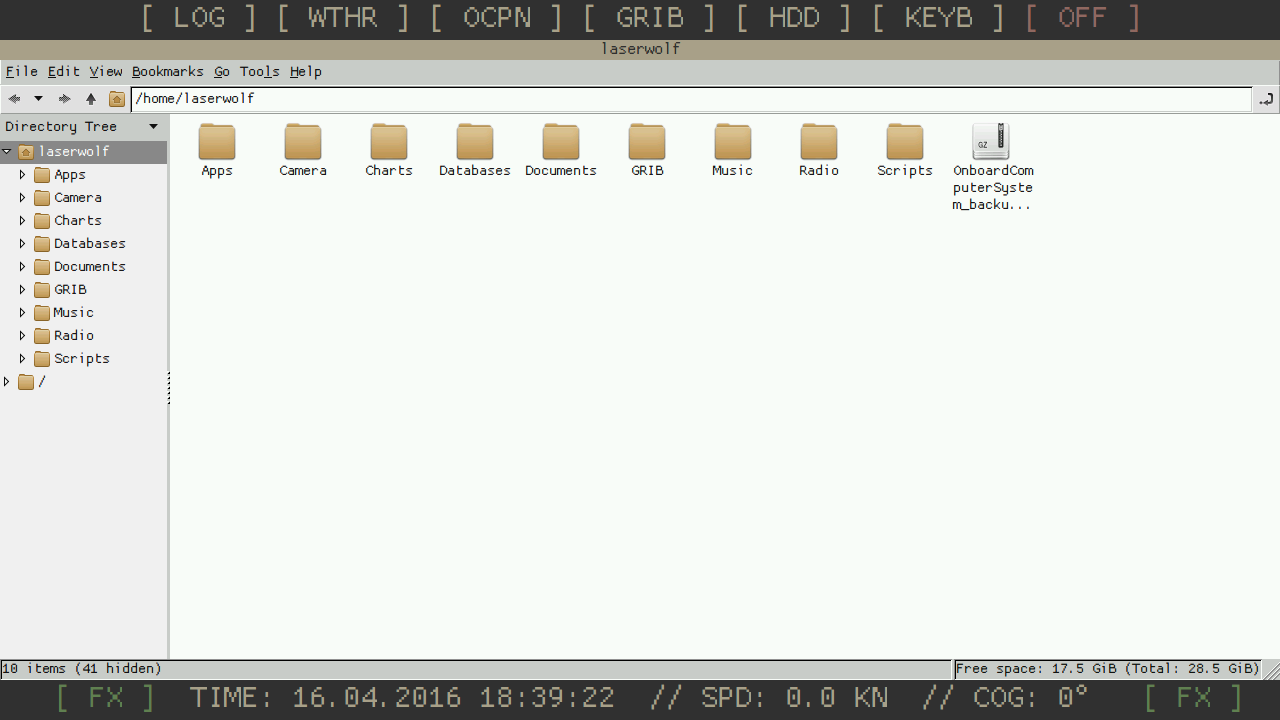 [ LOG ] [ WTHR ] [ OCPN ] [ GRIB ] [ HDD ] [ KEYB ] [ OFF ]
laserwolf
File Edit View Bookmarks Go Tools Help
/home/laserwolf
Directory Tree
laserwolf
Apps
Camera
Charts
Databases
Documents
GRIB
Music
Radio
Scripts
/
Apps Camera Charts Databases Documents GRIB Music Radio Scripts
GZ
OnboardCom
puterSyste
m_backu...
10 items (41 hidden)
Free space: 17.5 GiB (Total: 28.5 GiB)
[ FX ] TIME: 16.04.2016 18:39:22 // SPD: 0.0 KN // COG: 0° [ FX ]